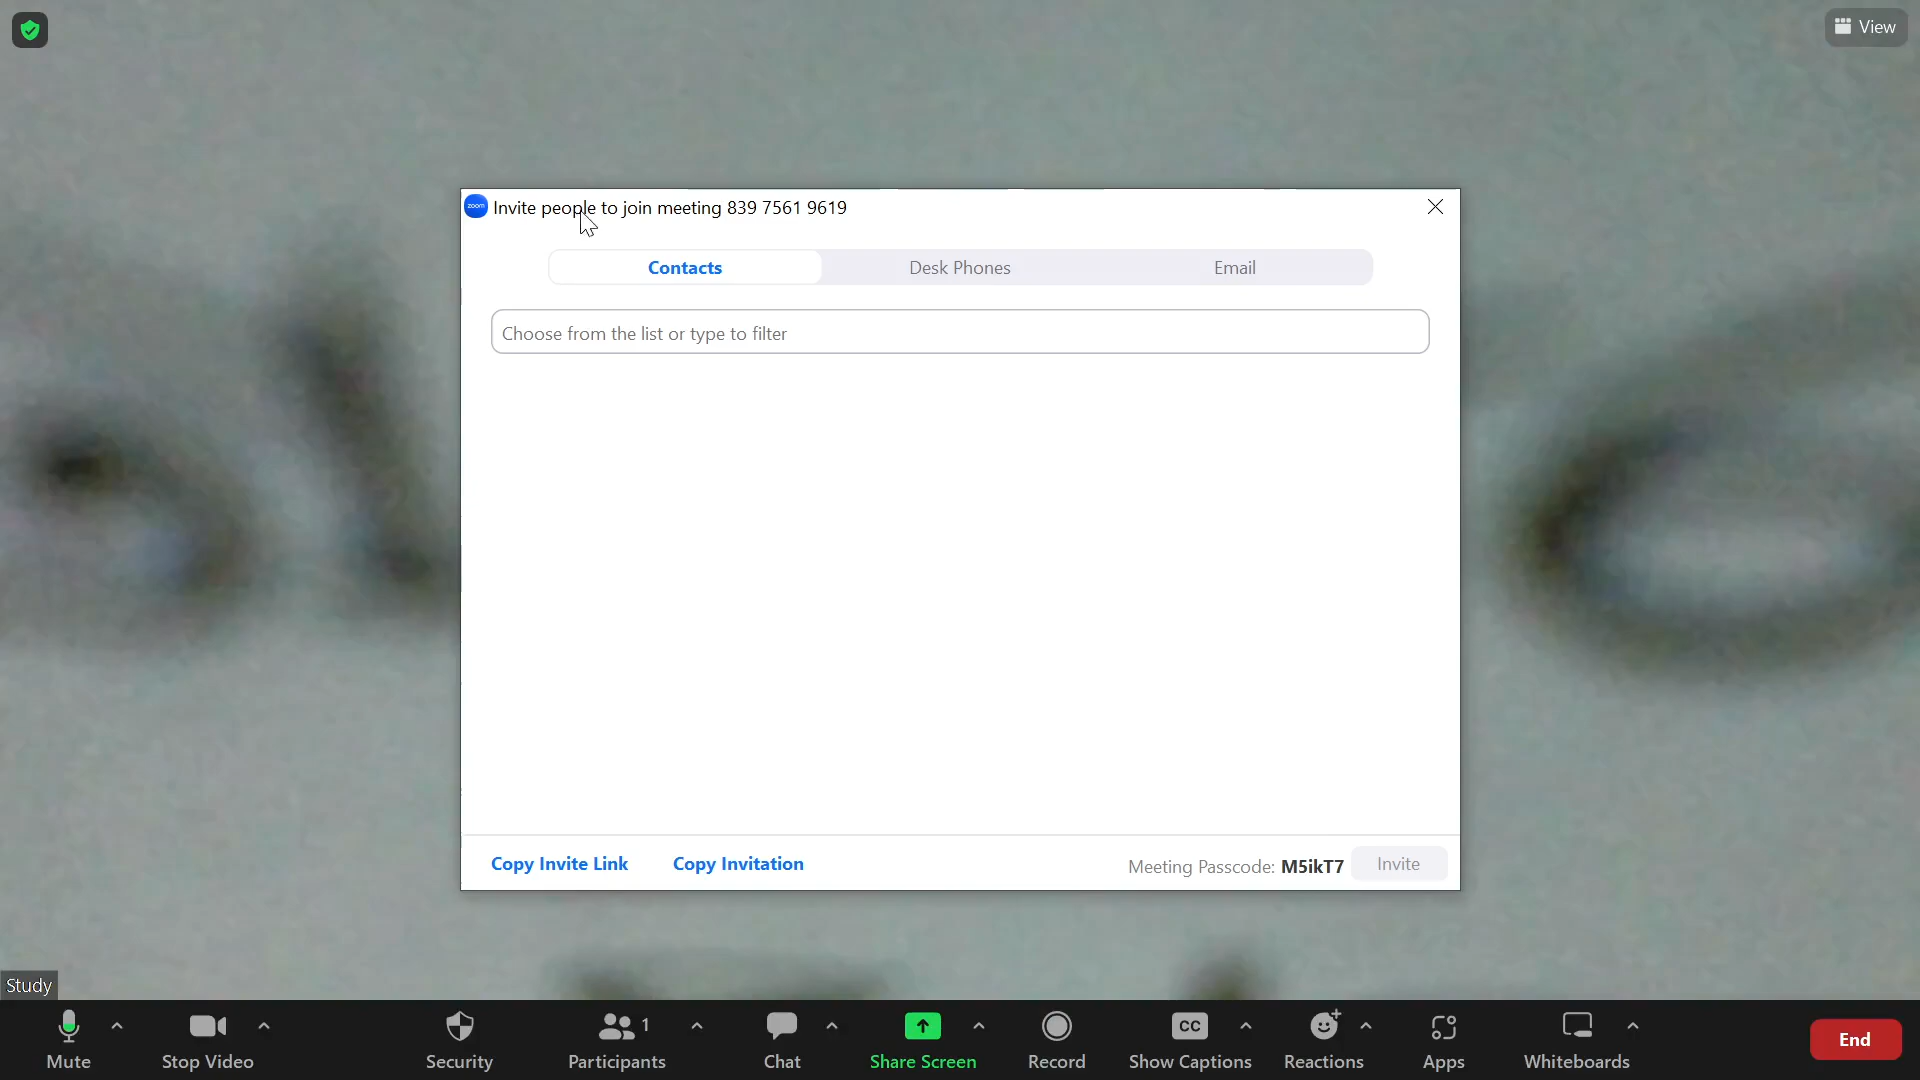 View
zoom
Invite people to join meeting 839 7561 9619
Contacts
Desk Phones
Email
Choose from the list or type to filter
Copy Invite Link
Copy Invitation
Meeting Passcode: M5ikT7
Invite
Study
1
CC
Mute
Stop Video
Security
Participants
Chat
Share Screen
Record
Show Captions
Reactions
Apps
Whiteboards
End